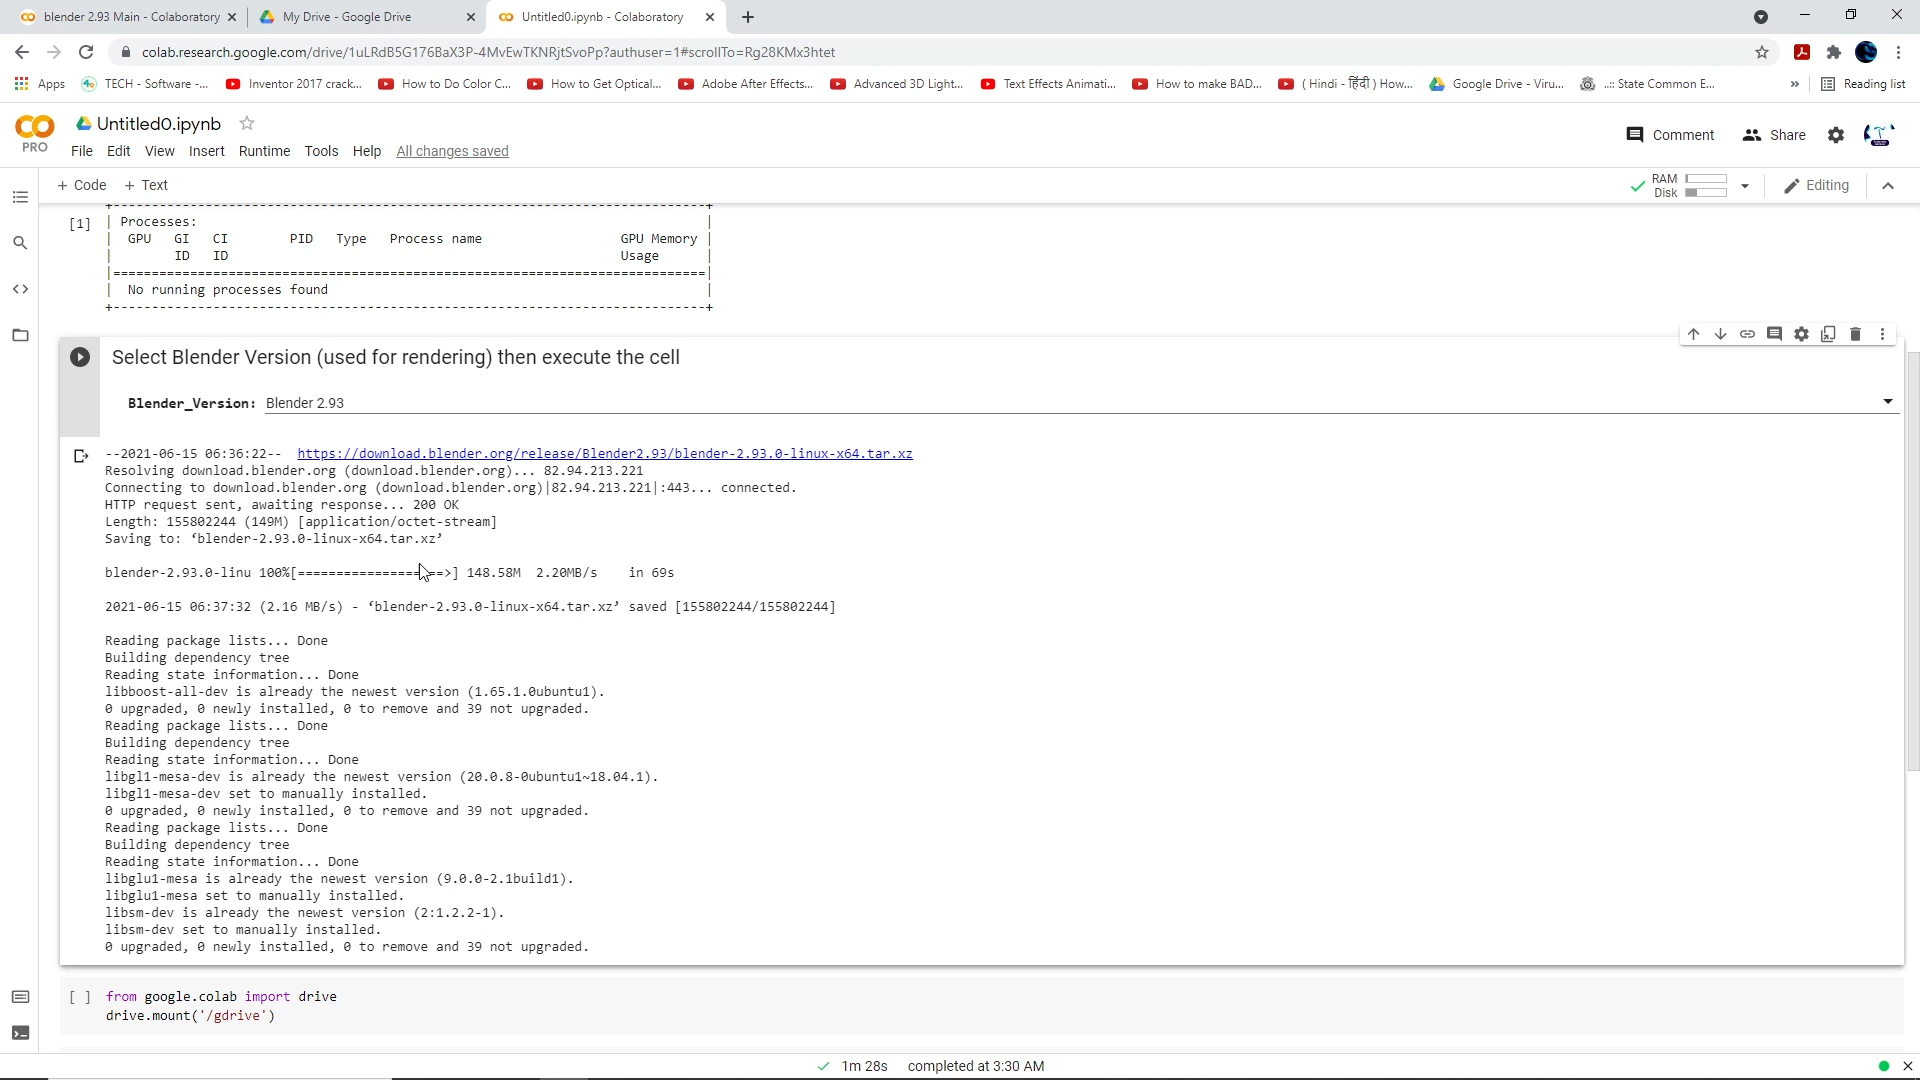 blender 2.93 Main - Colaboratory
My Drive - Google Drive
Untitled0.ipynb - Colaboratory
colab.research.google.com/drive/1uLRdB5G176BaX3P-4MvEwTKNRjtSvoPp?authuser=1#scrollTo=Rg28KMx3htet
Apps
TECH - Software -...
Inventor 2017 crack...
How to Do Color C...
How to Get Optical...
Adobe After Effects...
Advanced 3D Light...
Text Effects Animati...
How to make BAD...
( Hindi - हिंदी ) How...
Google Drive - Viru...
..:: State Common E...
»
Reading list
CO
PRO
Untitled0.ipynb
Comment
Share
File Edit View Insert Runtime Tools Help All changes saved
+ Code + Text
RAM
Disk
Editing
[1]
+-----------------------------------------------------------------------------+
| Processes: |
| GPU GI CI PID Type Process name GPU Memory |
| ID ID Usage |
|=============================================================================|
| No running processes found |
+-----------------------------------------------------------------------------+
Select Blender Version (used for rendering) then execute the cell
Blender_Version: Blender 2.93
--2021-06-15 06:36:22-- https://download.blender.org/release/Blender2.93/blender-2.93.0-linux-x64.tar.xz
Resolving download.blender.org (download.blender.org)... 82.94.213.221
Connecting to download.blender.org (download.blender.org)|82.94.213.221|:443... connected.
HTTP request sent, awaiting response... 200 OK
Length: 155802244 (149M) [application/octet-stream]
Saving to: ‘blender-2.93.0-linux-x64.tar.xz’
blender-2.93.0-linu 100%[===================>] 148.58M 2.20MB/s in 69s
2021-06-15 06:37:32 (2.16 MB/s) - ‘blender-2.93.0-linux-x64.tar.xz’ saved [155802244/155802244]
Reading package lists... Done
Building dependency tree
Reading state information... Done
libboost-all-dev is already the newest version (1.65.1.0ubuntu1).
0 upgraded, 0 newly installed, 0 to remove and 39 not upgraded.
Reading package lists... Done
Building dependency tree
Reading state information... Done
libgl1-mesa-dev is already the newest version (20.0.8-0ubuntu1~18.04.1).
libgl1-mesa-dev set to manually installed.
0 upgraded, 0 newly installed, 0 to remove and 39 not upgraded.
Reading package lists... Done
Building dependency tree
Reading state information... Done
libglu1-mesa is already the newest version (9.0.0-2.1build1).
libglu1-mesa set to manually installed.
libsm-dev is already the newest version (2:1.2.2-1).
libsm-dev set to manually installed.
0 upgraded, 0 newly installed, 0 to remove and 39 not upgraded.
[ ] from google.colab import drive
drive.mount('/gdrive')
1m 28s completed at 3:30 AM